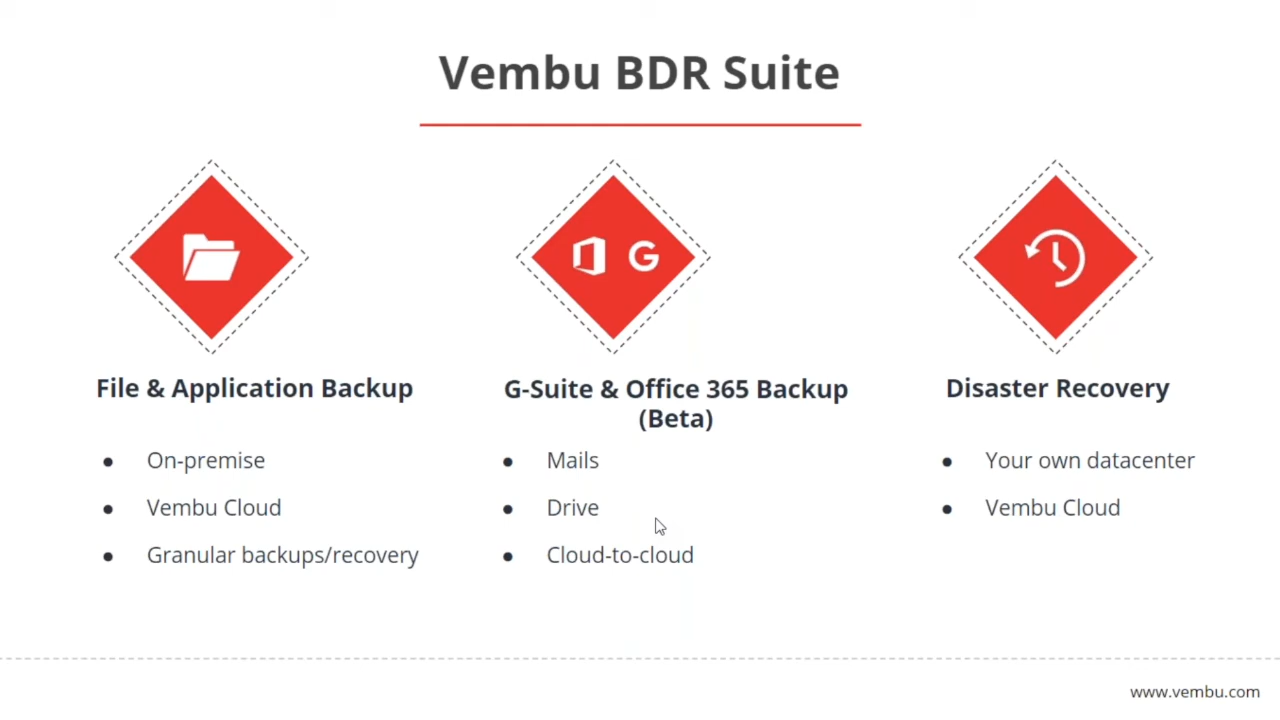 Vembu BDR Suite
File & Application Backup
● On-premise
● Vembu Cloud
● Granular backups/recovery
G
G-Suite & Office 365 Backup
(Beta)
● Mails
● Drive
● Cloud-to-cloud
Disaster Recovery
● Your own datacenter
● Vembu Cloud
www.vembu.com